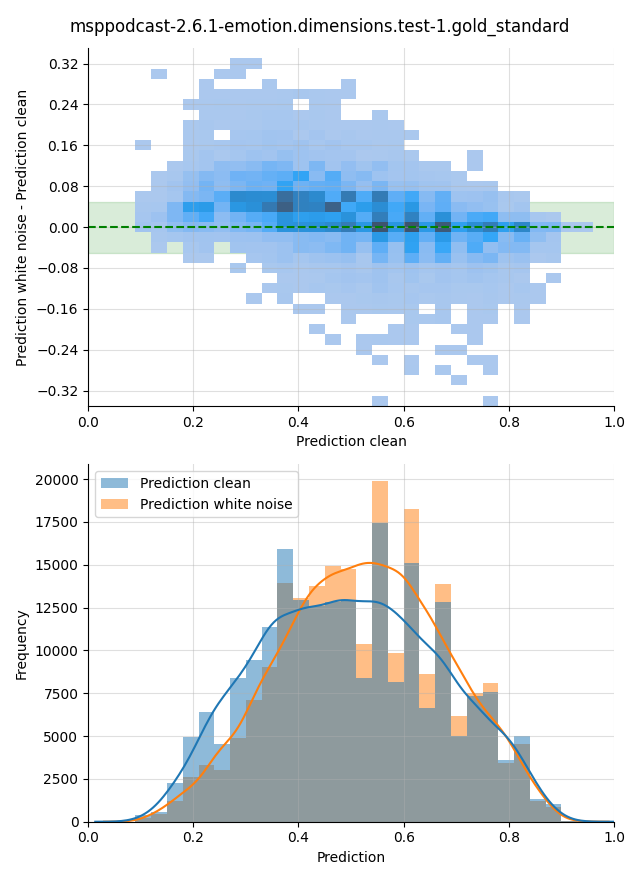 msppodcast-2.6.1-emotion.dimensions.test-1.gold_standard
0.32
0.24
0.16
0.08
0.00
−0.08
−0.16
−0.24
−0.32
Prediction white noise - Prediction clean
0.0 0.2 0.4 0.6 0.8 1.0
Prediction clean
Prediction clean
Prediction white noise
20000
17500
15000
12500
10000
7500
5000
2500
0
Frequency
0.0 0.2 0.4 0.6 0.8 1.0
Prediction